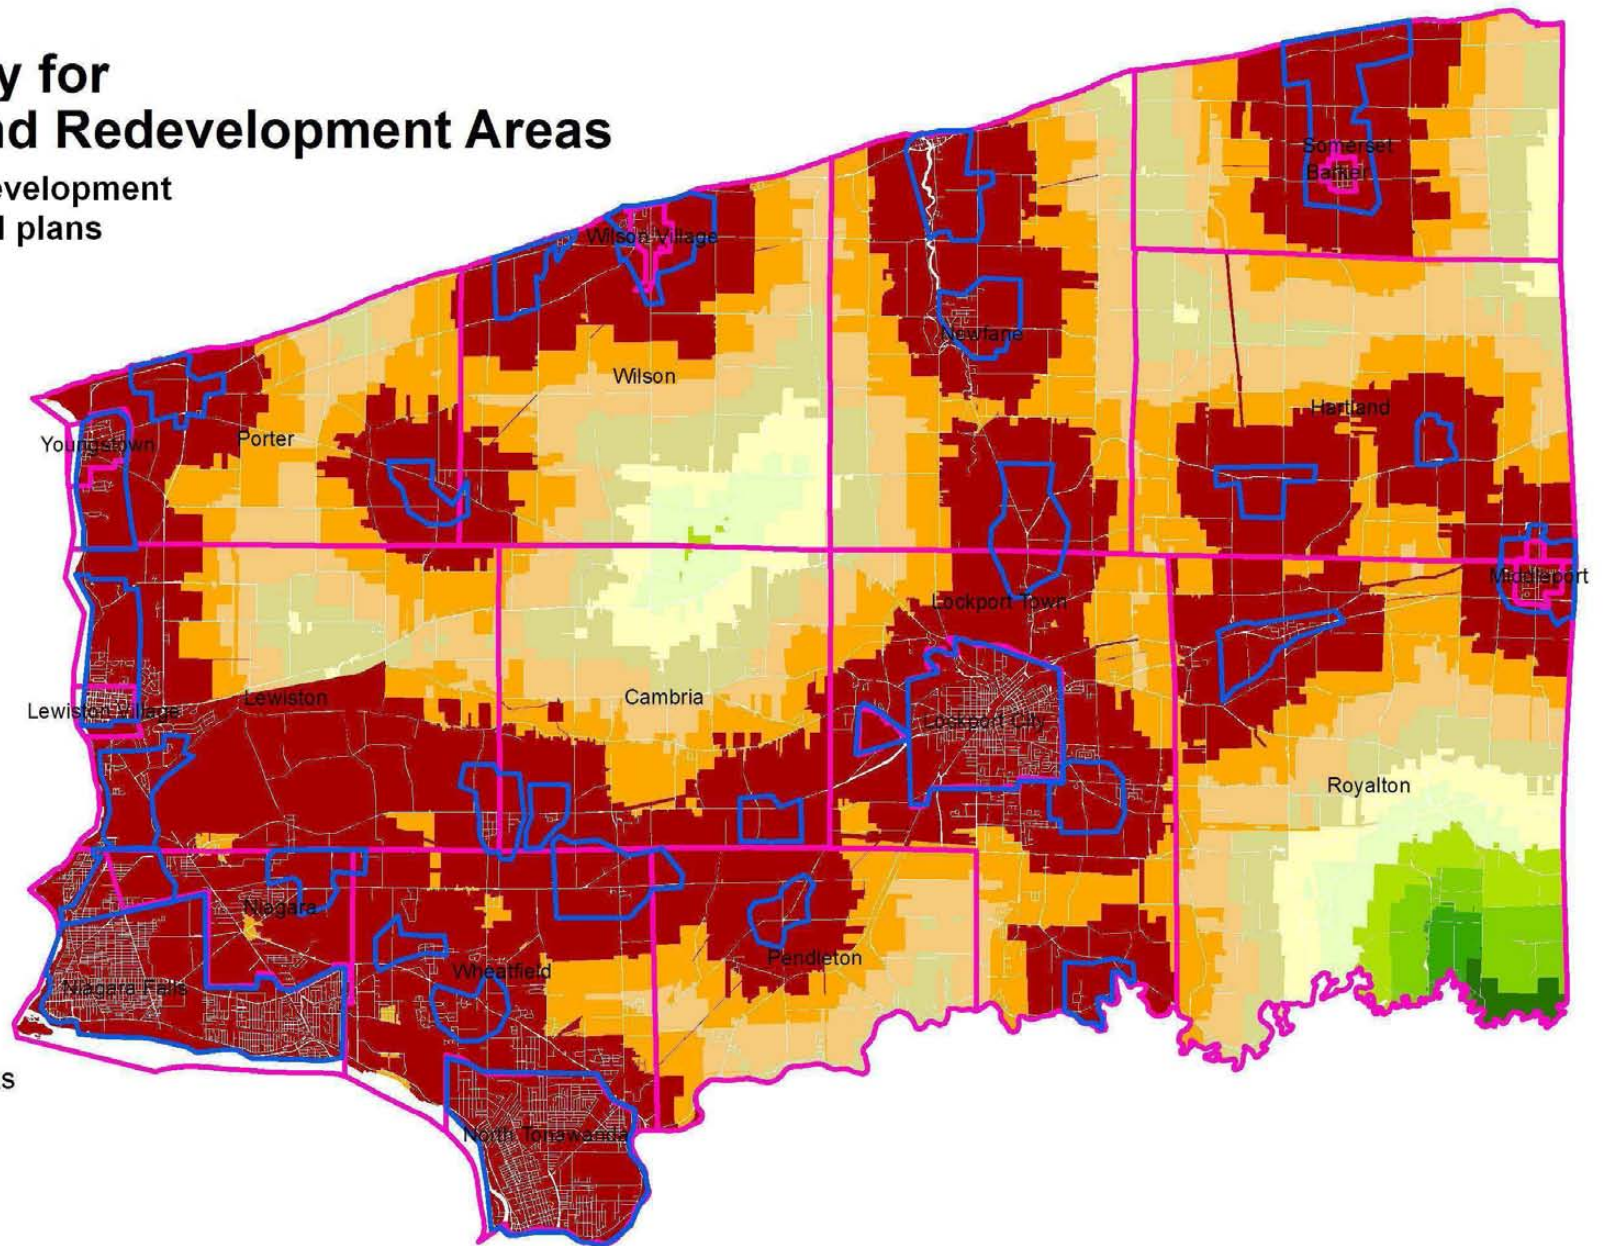 y for
nd Redevelopment Areas
evelopment
l plans
Somerset
Barker
Wilson Village
Newfane
Wilson
Hartland
Youngstown
Porter
Middleport
Lockport Town
Lewiston
Cambria
Lewiston Village
Lockport City
Royalton
Niagara
Pendleton
Wheatfield
Niagara Falls
s
North Tonawanda